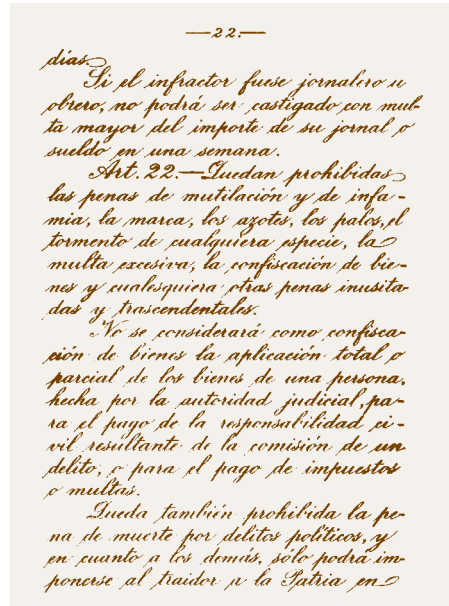 —22.—
días.
Si el infractor fuese jornalero u
obrero, no podrá ser castigado con mul-
ta mayor del importe de su jornal o
sueldo en una semana.
Art. 22.—Quedan prohibidas
las penas de mutilación y de infa-
mia, la marca, los azotes, los palos, el
tormento de cualquiera especie, la
multa excesiva, la confiscación de bie-
nes y cualesquiera otras penas inusita-
das y trascendentales.
No se considerará como confisca-
ción de bienes la aplicación total o
parcial de los bienes de una persona,
hecha por la autoridad judicial, pa-
ra el pago de la responsabilidad ci-
vil resultante de la comisión de un
delito, o para el pago de impuestos
o multas.
Queda también prohibida la pe-
na de muerte por delitos políticos, y
en cuanto a los demás, sólo podrá im-
ponerse al traidor a la Patria en